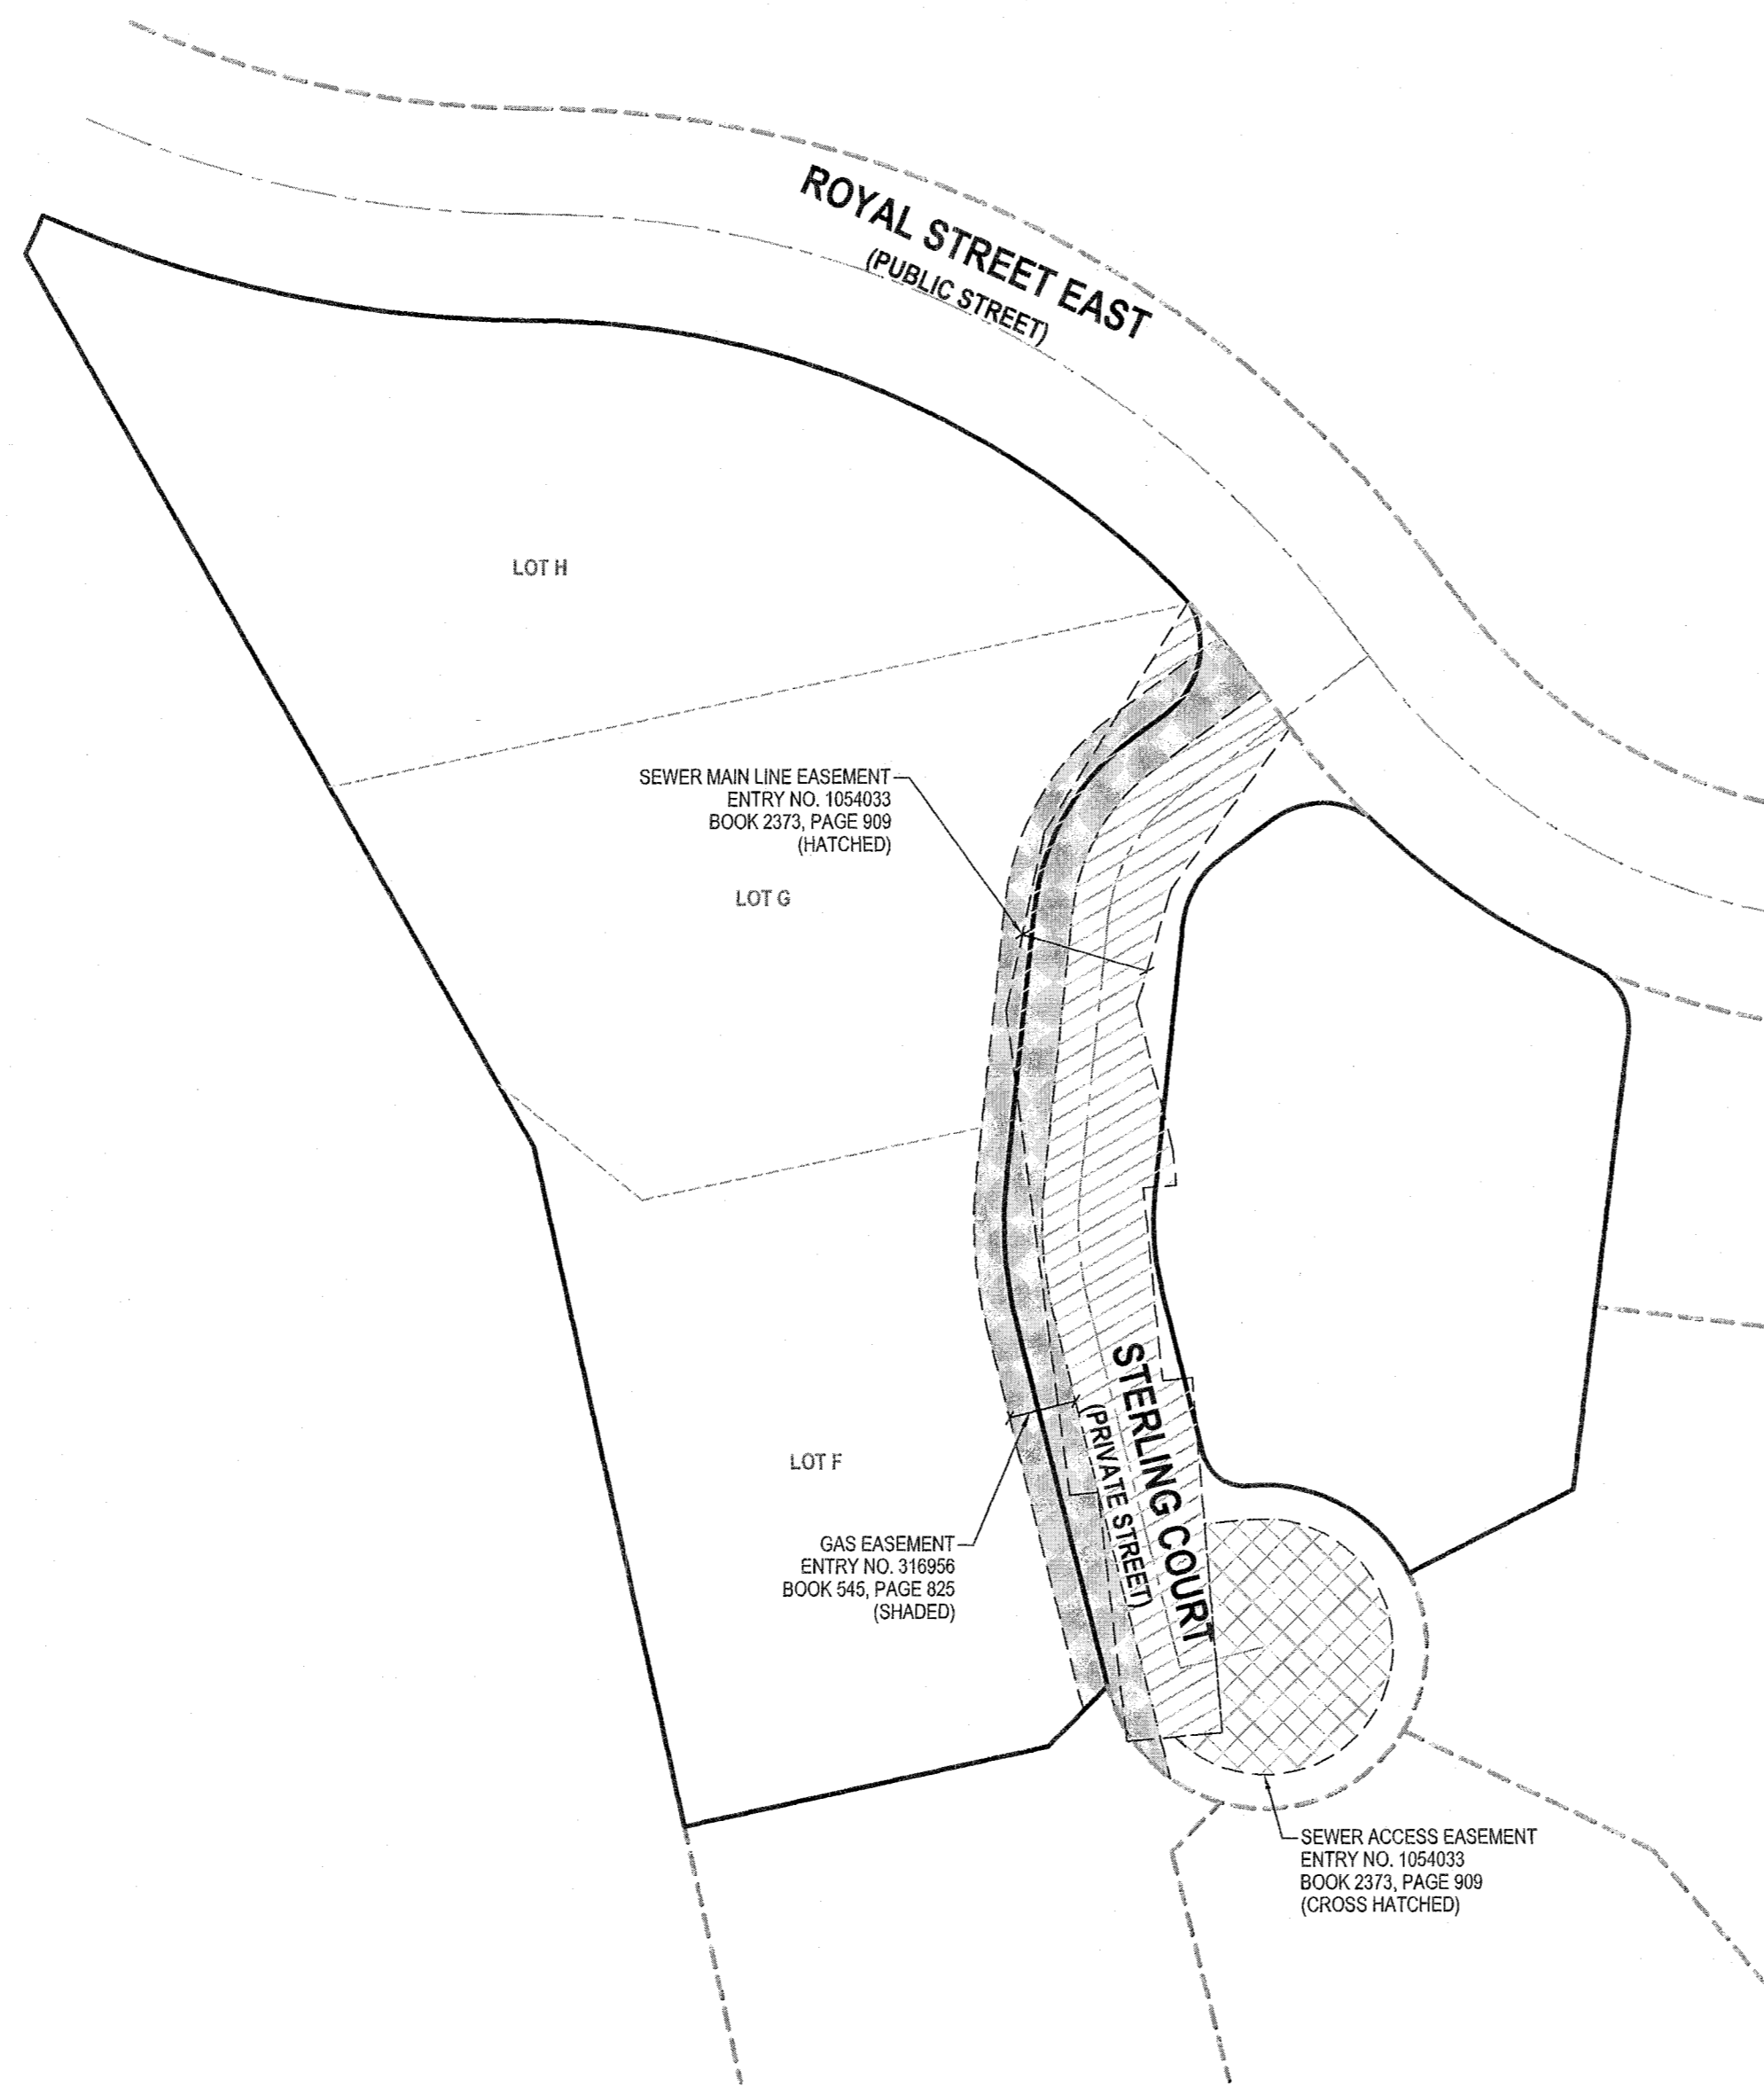 ROYAL STREET EAST
(PUBLIC STREET)
LOT H
SEWER MAIN LINE EASEMENT
ENTRY NO. 1054033
BOOK 2373, PAGE 909
(HATCHED)
LOT G
STERLING COURT
(PRIVATE STREET)
LOT F
GAS EASEMENT
ENTRY NO. 316956
BOOK 545, PAGE 825
(SHADED)
SEWER ACCESS EASEMENT
ENTRY NO. 1054033
BOOK 2373, PAGE 909
(CROSS HATCHED)